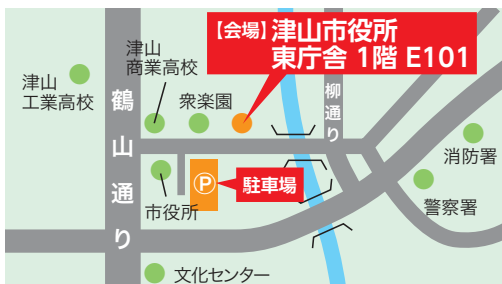 【会場】津山市役所
東庁舎 1階 E101
津山
商業高校
津山
工業高校
衆楽園
鶴山通り
柳通り
消防署
P
駐車場
市役所
警察署
文化センター